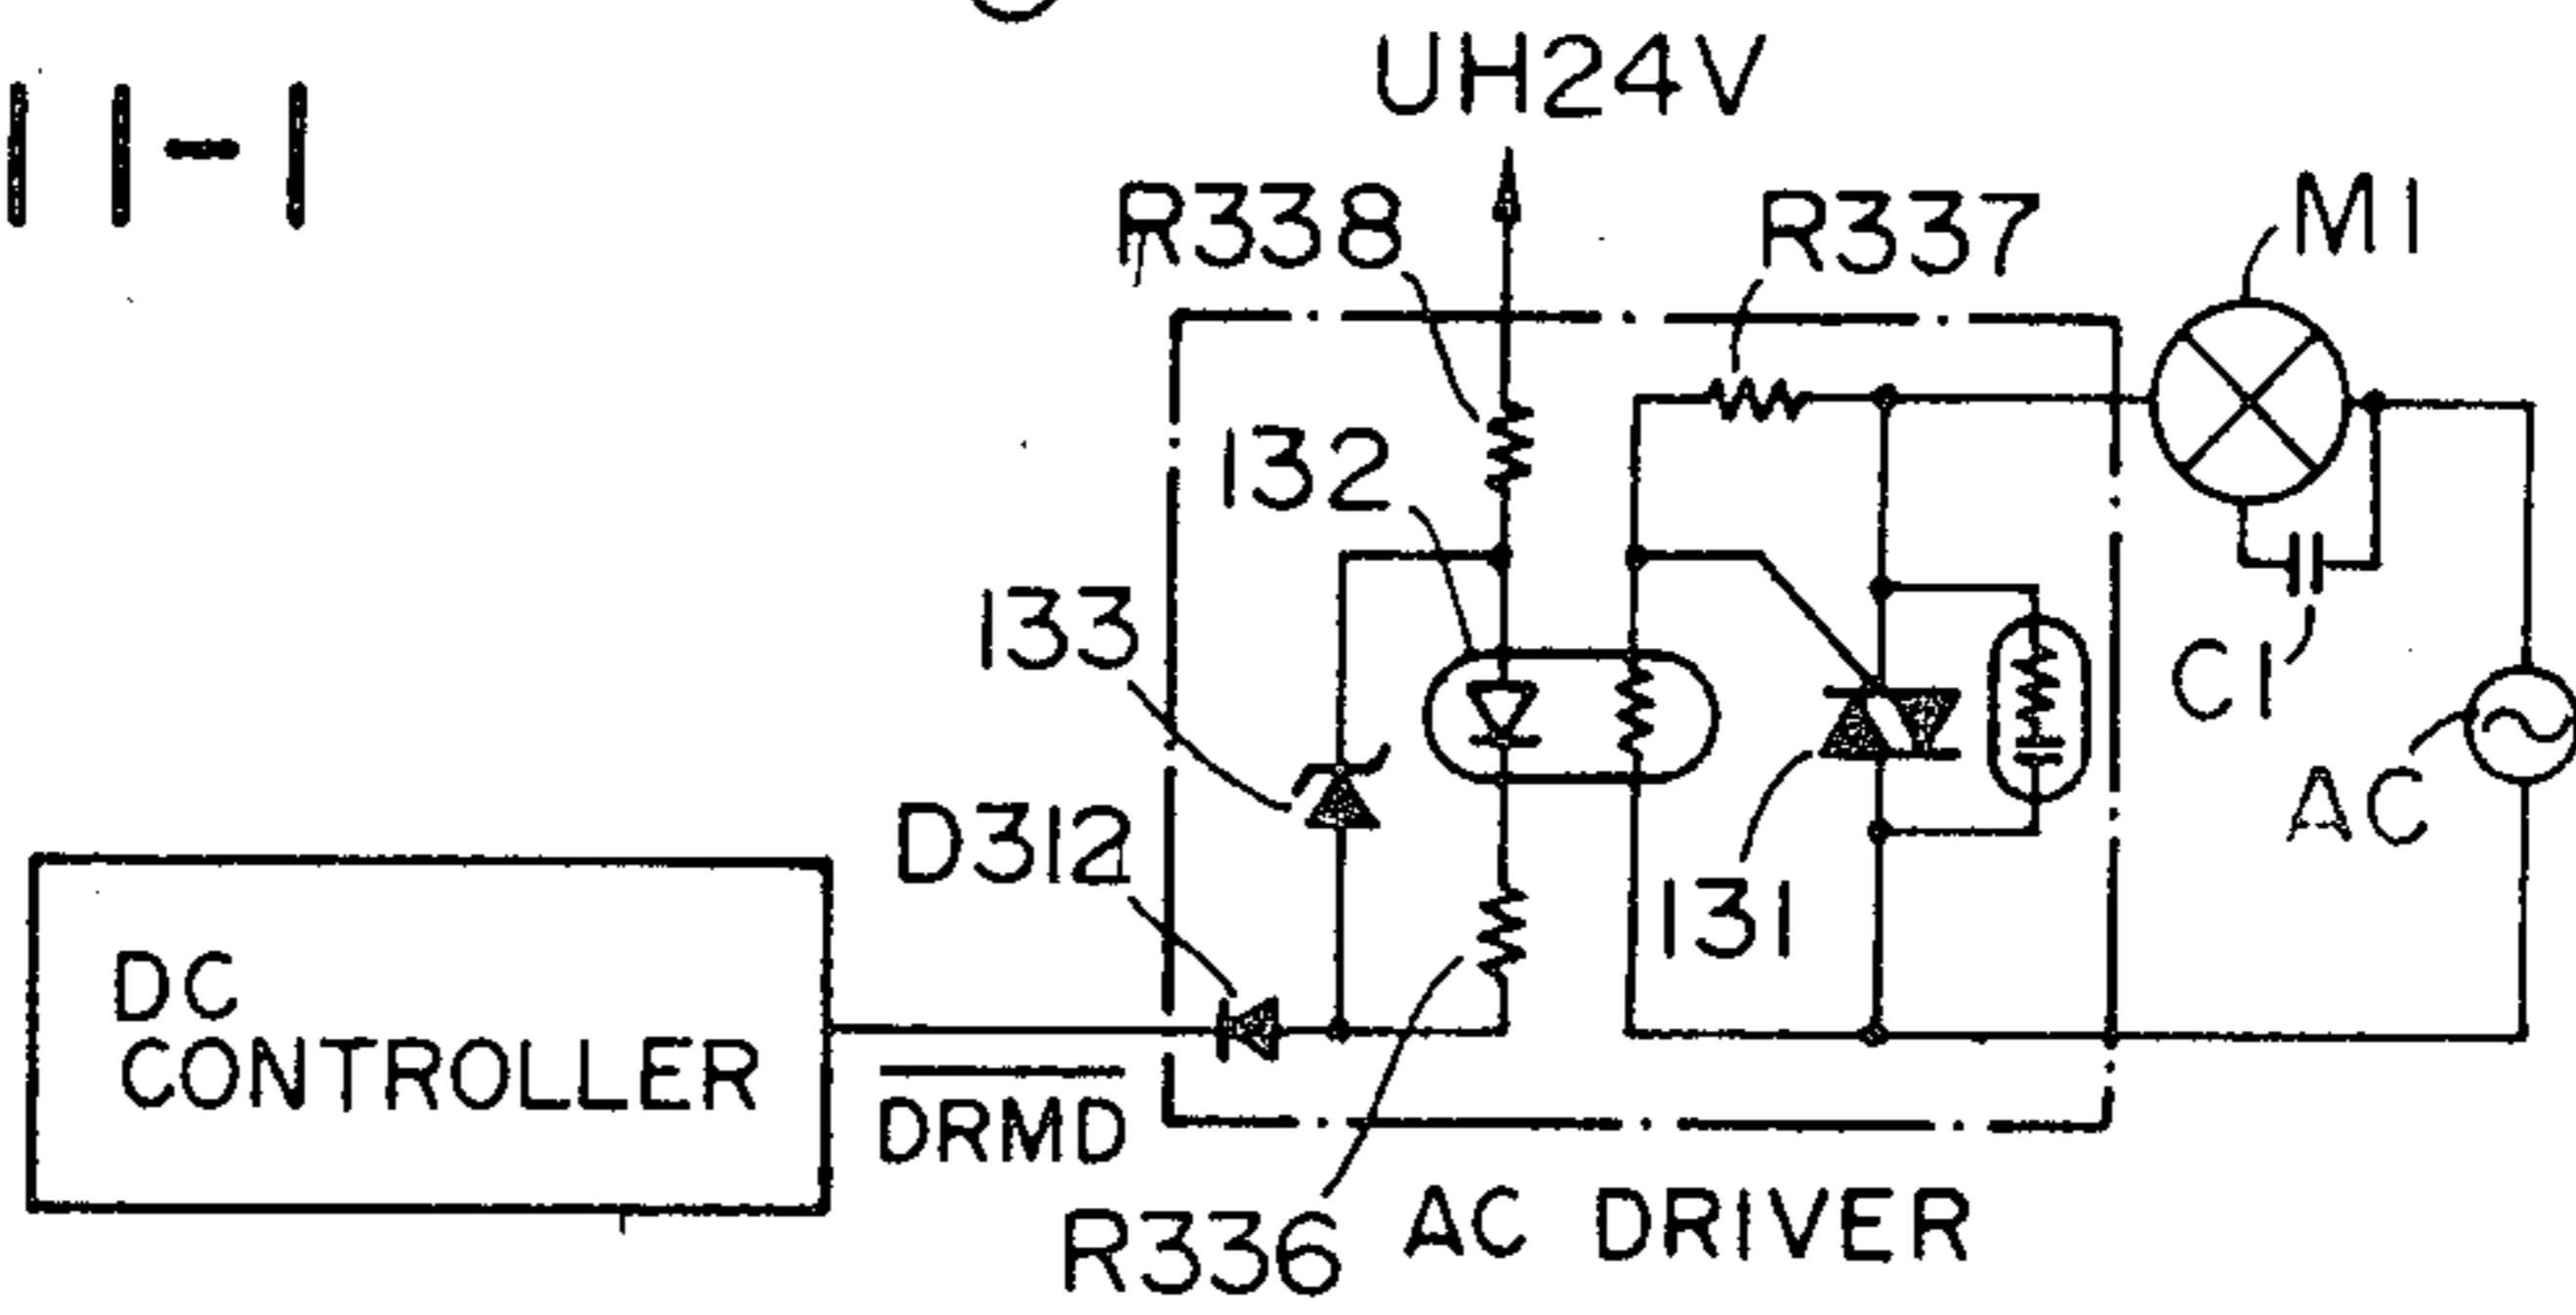 11-1
UH24V
R338
R337
M1
132
133
C1
D312
AC
131
DC
CONTROLLER
DRMD
R336
AC DRIVER